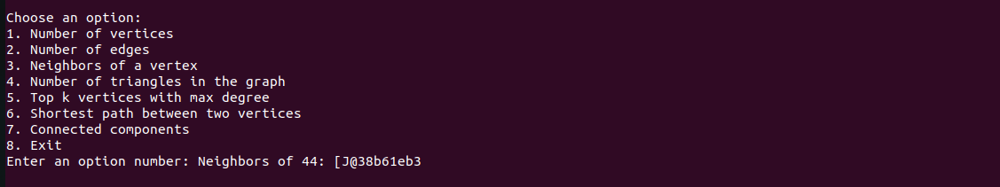 Choose an option:
1. Number of vertices
2. Number of edges
3. Neighbors of a vertex
4. Number of triangles in the graph
5. Top k vertices with max degree
6. Shortest path between two vertices
7. Connected components
8. Exit
Enter an option number: Neighbors of 44: [J@38b61eb3